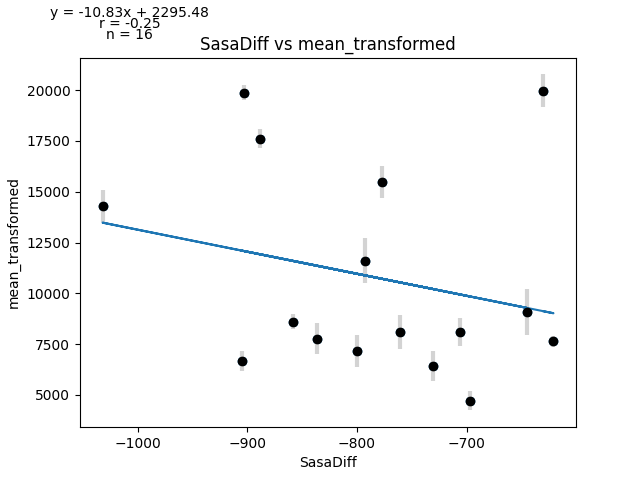 y = -10.83x + 2295.48
r = -0.25
n = 16
SasaDiff vs mean_transformed
20000
17500
15000
12500
10000
7500
5000
mean_transformed
−1000
−900
−800
−700
SasaDiff